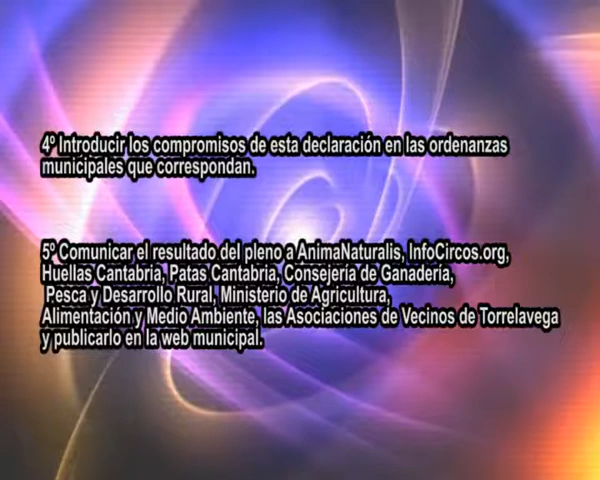 4º Introducir los compromisos de esta declaración en las ordenanzas
municipales que correspondan.
5º Comunicar el resultado del pleno a AnimaNaturalis, InfoCircos.org,
Huellas Cantabria, Patas Cantabria, Consejería de Ganadería,
Pesca y Desarrollo Rural, Ministerio de Agricultura,
Alimentación y Medio Ambiente, las Asociaciones de Vecinos de Torrelavega
y publicarlo en la web municipal.